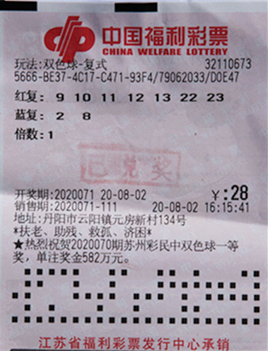 中国福利彩票
CHINA WELFARE LOTTERY
玩法:双色球-复式 32110673
5666-BE37-4C17-C471-93F4/79062033/D0E47
红复: 9 10 11 12 13 22 23
蓝复: 2 8
倍数:1
已兑奖
开奖期:2020071 20-08-02 ¥:28
销售期:2020071-111 20-08-02 16:15:41
地址:丹阳市云阳镇元房新村134号
*扶老、助残、救孤、济困*
★热烈祝贺2020070期苏州彩民中双色球一等
奖,单注奖金582万元。
江苏省福利彩票发行中心承销